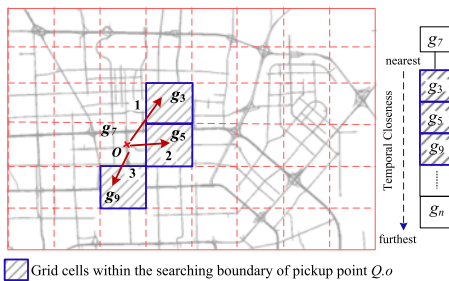 1
g3
g7
g5
o
2
3
g9
Grid cells within the searching boundary of pickup point Q.o
nearest
Temporal Closeness
furthest
g7
g3
g5
g9
gn